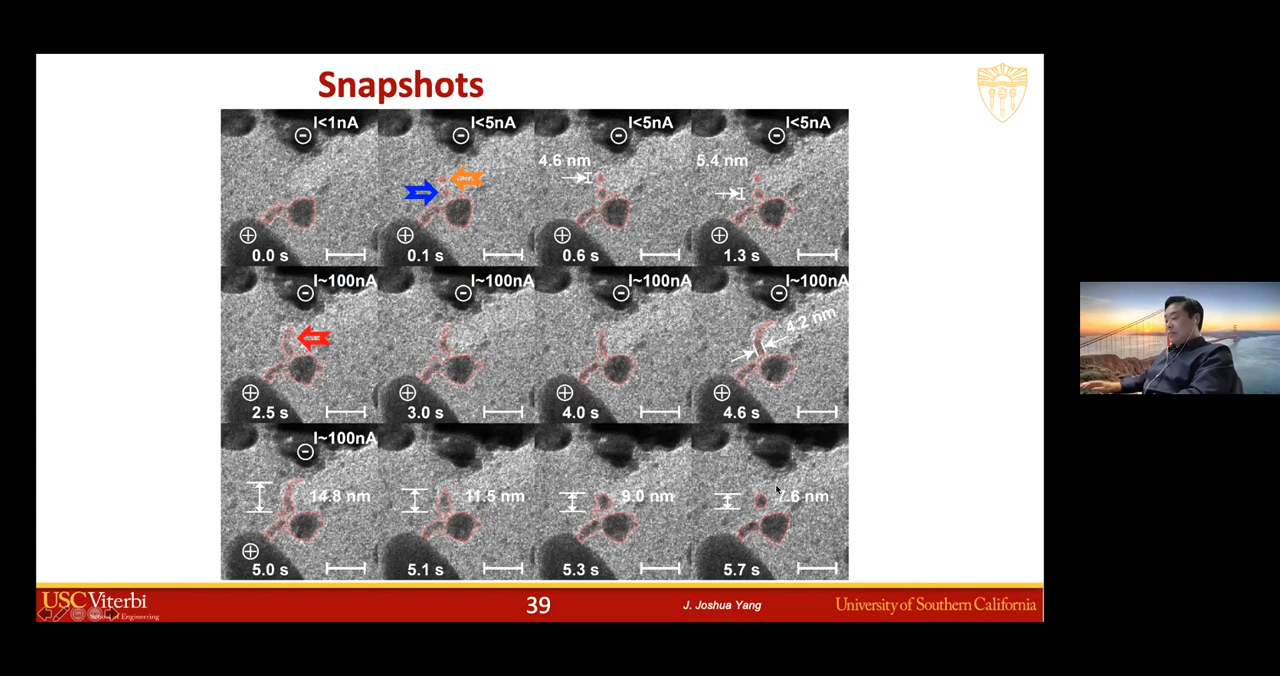 Snapshots
I<1nA
I<5nA
I<5nA
I<5nA
4.6 nm
5.4 nm
0.0 s
0.1 s
0.6 s
1.3 s
I~100nA
I~100nA
I~100nA
I~100nA
4.2 nm
2.5 s
3.0 s
4.0 s
4.6 s
I~100nA
14.8 nm
11.5 nm
9.0 nm
7.6 nm
5.0 s
5.1 s
5.3 s
5.7 s
USC Viterbi
School of Engineering
39
J. Joshua Yang
University of Southern California